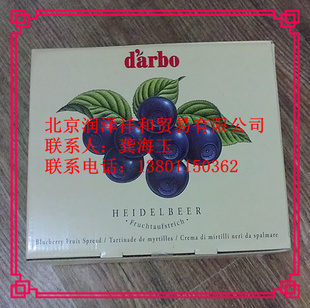 d'arbo
北京润泽祥和贸易有限公司
联系人：龚海玉
联系电话：13801150362
HEIDELBEER
•Fruchtaufstrich•
Blueberry Fruit Spread / Tartinade de myrtilles / Crema di mirtilli neri da spalmare